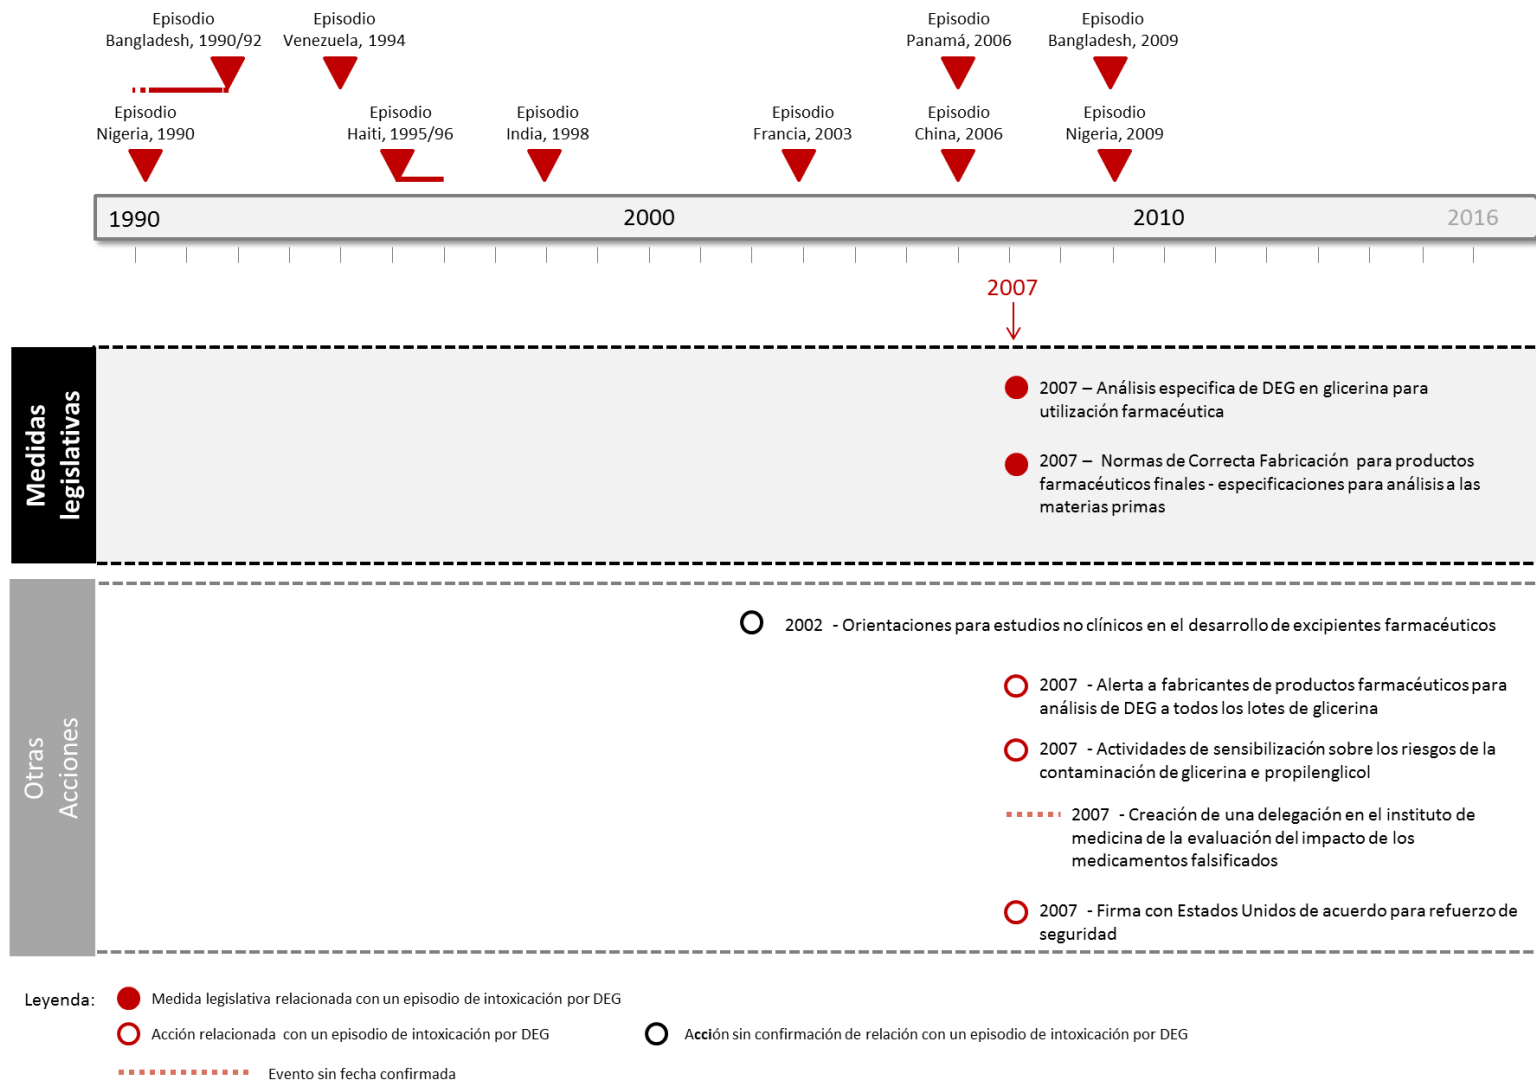 Episodio
Bangladesh, 1990/92
Episodio
Venezuela, 1994
Episodio
Panamá, 2006
Episodio
Bangladesh, 2009
Episodio
Nigeria, 1990
Episodio
Haiti, 1995/96
Episodio
India, 1998
Episodio
Francia, 2003
Episodio
China, 2006
Episodio
Nigeria, 2009
1990
2000
2010
2016
2007
Medidas
legislativas
2007 – Análisis especifica de DEG en glicerina para
utilización farmacéutica
2007 – Normas de Correcta Fabricación para productos
farmacéuticos finales - especificaciones para análisis a las
materias primas
Otras
Acciones
2002 - Orientaciones para estudios no clínicos en el desarrollo de excipientes farmacéuticos
2007 - Alerta a fabricantes de productos farmacéuticos para
análisis de DEG a todos los lotes de glicerina
2007 - Actividades de sensibilización sobre los riesgos de la
contaminación de glicerina e propilenglicol
2007 - Creación de una delegación en el instituto de
medicina de la evaluación del impacto de los
medicamentos falsificados
2007 - Firma con Estados Unidos de acuerdo para refuerzo de
seguridad
Leyenda:
Medida legislativa relacionada con un episodio de intoxicación por DEG
Acción relacionada con un episodio de intoxicación por DEG
Acción sin confirmación de relación con un episodio de intoxicación por DEG
Evento sin fecha confirmada